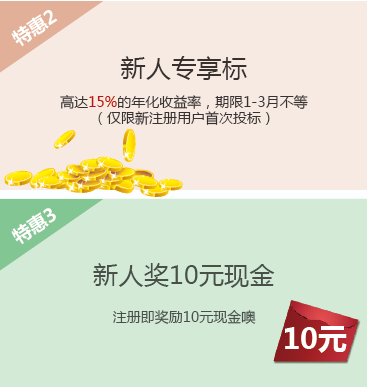 特惠2
新人专享标
高达15%的年化收益率，期限1-3月不等
（仅限新注册用户首次投标）
特惠3
新人奖10元现金
注册即奖励10元现金噢
10元